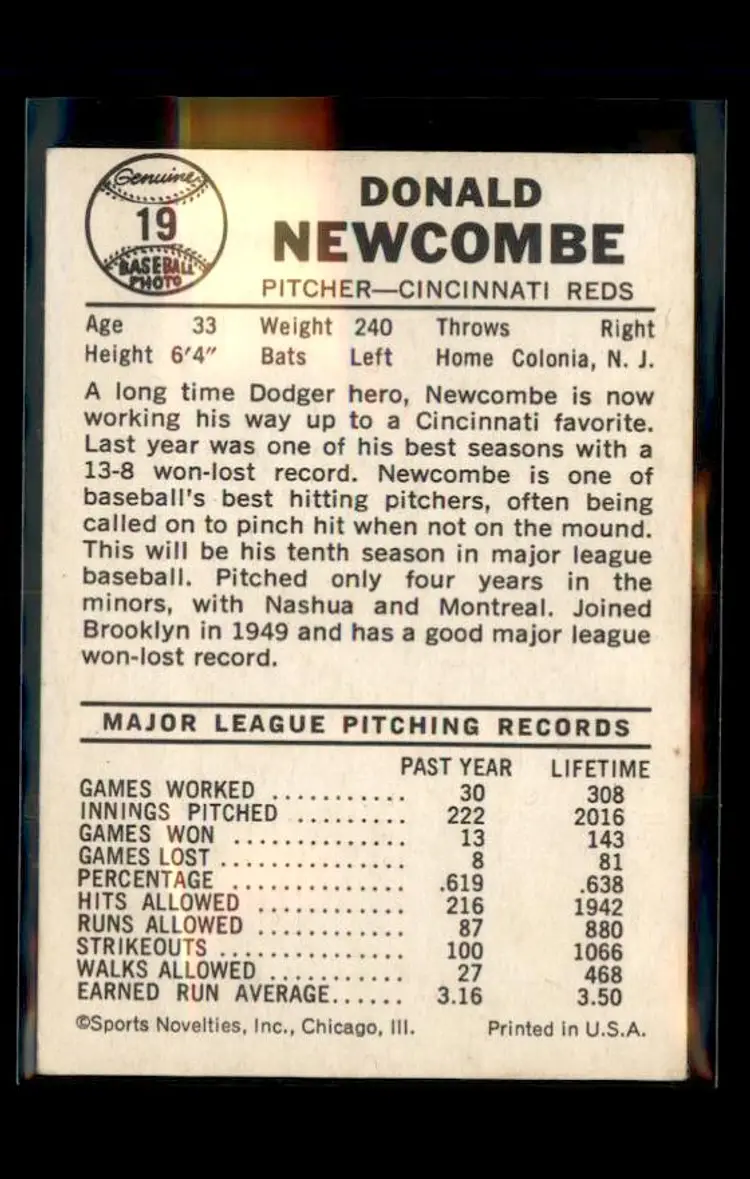 Genuine
19
BASEBALL
PHOTO
DONALD
NEWCOMBE
PITCHER—CINCINNATI REDS
Age 33 Weight 240 Throws Right
Height 6'4" Bats Left Home Colonia, N. J.
A long time Dodger hero, Newcombe is now
working his way up to a Cincinnati favorite.
Last year was one of his best seasons with a
13-8 won-lost record. Newcombe is one of
baseball's best hitting pitchers, often being
called on to pinch hit when not on the mound.
This will be his tenth season in major league
baseball. Pitched only four years in the
minors, with Nashua and Montreal. Joined
Brooklyn in 1949 and has a good major league
won-lost record.
MAJOR LEAGUE PITCHING RECORDS
PAST YEAR LIFETIME
GAMES WORKED ........... 30 308
INNINGS PITCHED ......... 222 2016
GAMES WON .............. 13 143
GAMES LOST ............... 8 81
PERCENTAGE .............. .619 .638
HITS ALLOWED ............ 216 1942
RUNS ALLOWED ............ 87 880
STRIKEOUTS ............... 100 1066
WALKS ALLOWED ........... 27 468
EARNED RUN AVERAGE...... 3.16 3.50
©Sports Novelties, Inc., Chicago, Ill. Printed in U.S.A.